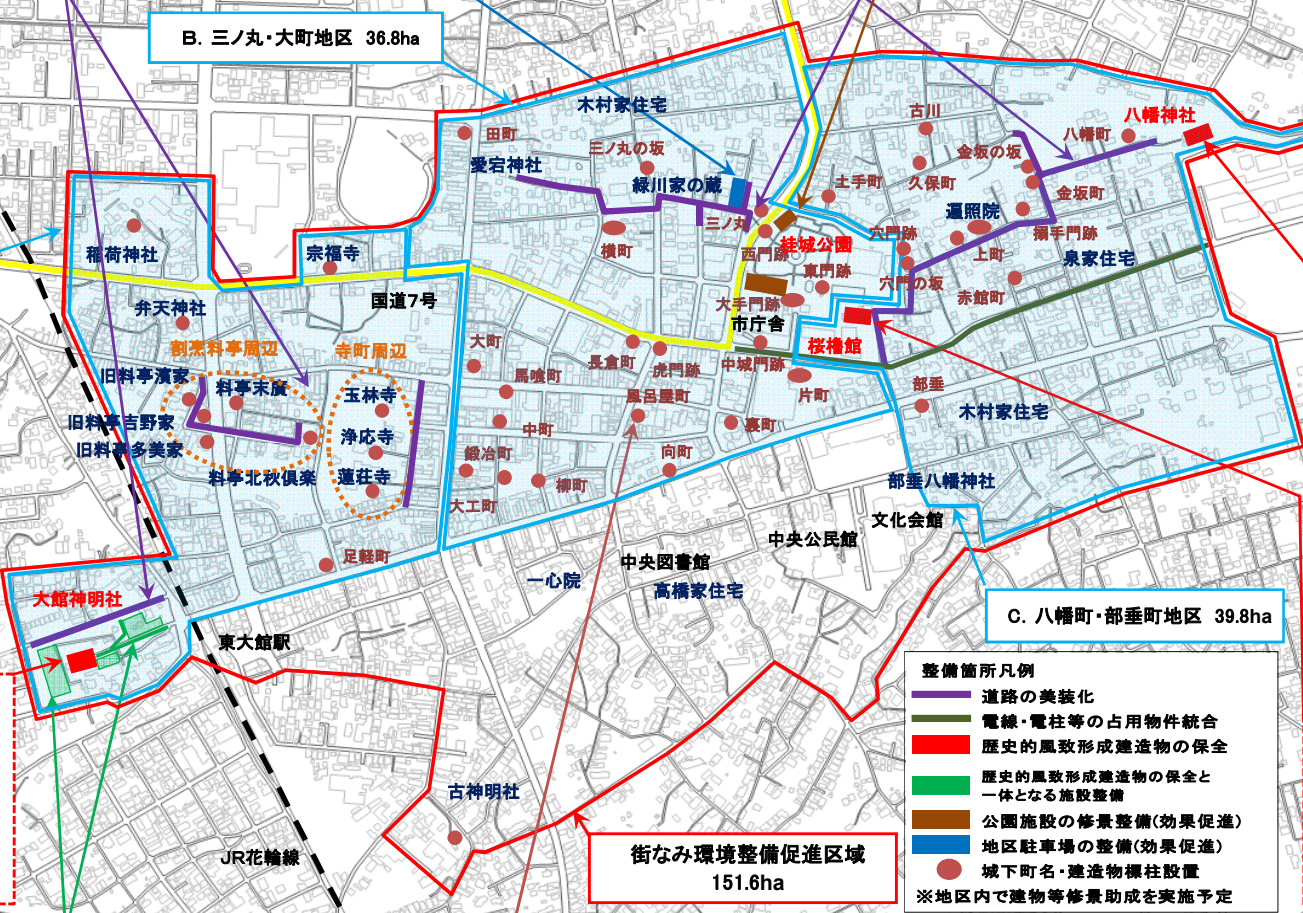 B. 三ノ丸・大町地区 36.8ha
木村家住宅
田町
三ノ丸の坂
愛宕神社
緑川家の蔵
三ノ丸
横町
土手町
古川
八幡神社
八幡町
金坂の坂
久保町
金坂町
遍照院
搦手門跡
穴門跡
上町
泉家住宅
穴門の坂
赤館町
西門跡
桂城公園
東門跡
大手門跡
市庁舎
桜櫓館
中城門跡
片町
稲荷神社
宗福寺
国道7号
弁天神社
割烹料亭周辺
寺町周辺
旧料亭濱家
料亭末廣
玉林寺
旧料亭吉野家
浄応寺
旧料亭多美家
料亭北秋倶楽
蓮荘寺
大町
長倉町
虎門跡
馬喰町
風呂屋町
中町
裏町
鍛冶町
向町
大工町
柳町
部垂
木村家住宅
部垂八幡神社
文化会館
中央公民館
中央図書館
高橋家住宅
一心院
足軽町
大館神明社
東大館駅
C. 八幡町・部垂町地区 39.8ha
古神明社
JR花輪線
街なみ環境整備促進区域
151.6ha
整備箇所凡例
道路の美装化
電線・電柱等の占用物件統合
歴史的風致形成建造物の保全
歴史的風致形成建造物の保全と
一体となる施設整備
公園施設の修景整備(効果促進)
地区駐車場の整備(効果促進)
城下町名・建造物標柱設置
※地区内で建物等修景助成を実施予定